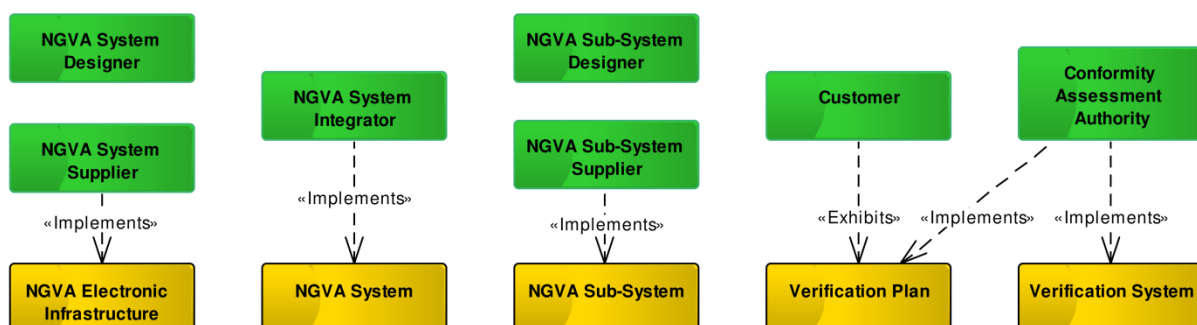 NGVA System
Designer
NGVA Sub-System
Designer
NGVA System
Integrator
Customer
Conformity
Assessment
Authority
NGVA System
Supplier
NGVA Sub-System
Supplier
«Implements»
«Implements»
«Implements»
«Exhibits»
«Implements»
«Implements»
NGVA Electronic
Infrastructure
NGVA System
NGVA Sub-System
Verification Plan
Verification System